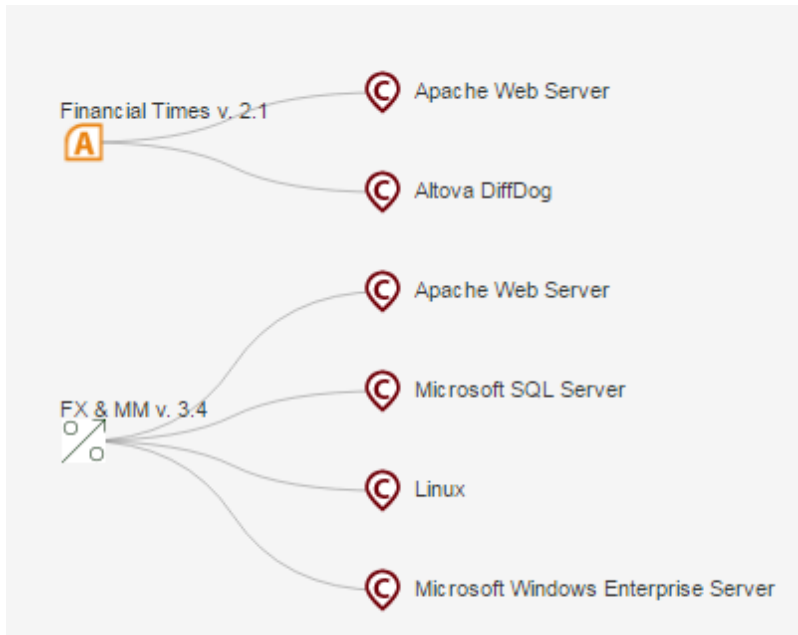 Apache Web Server
Financial Times v. 2.1
A
C
Altova DiffDog
C
C
Apache Web Server
C
Microsoft SQL Server
FX & MM v. 3.4
C
Linux
C
Microsoft Windows Enterprise Server